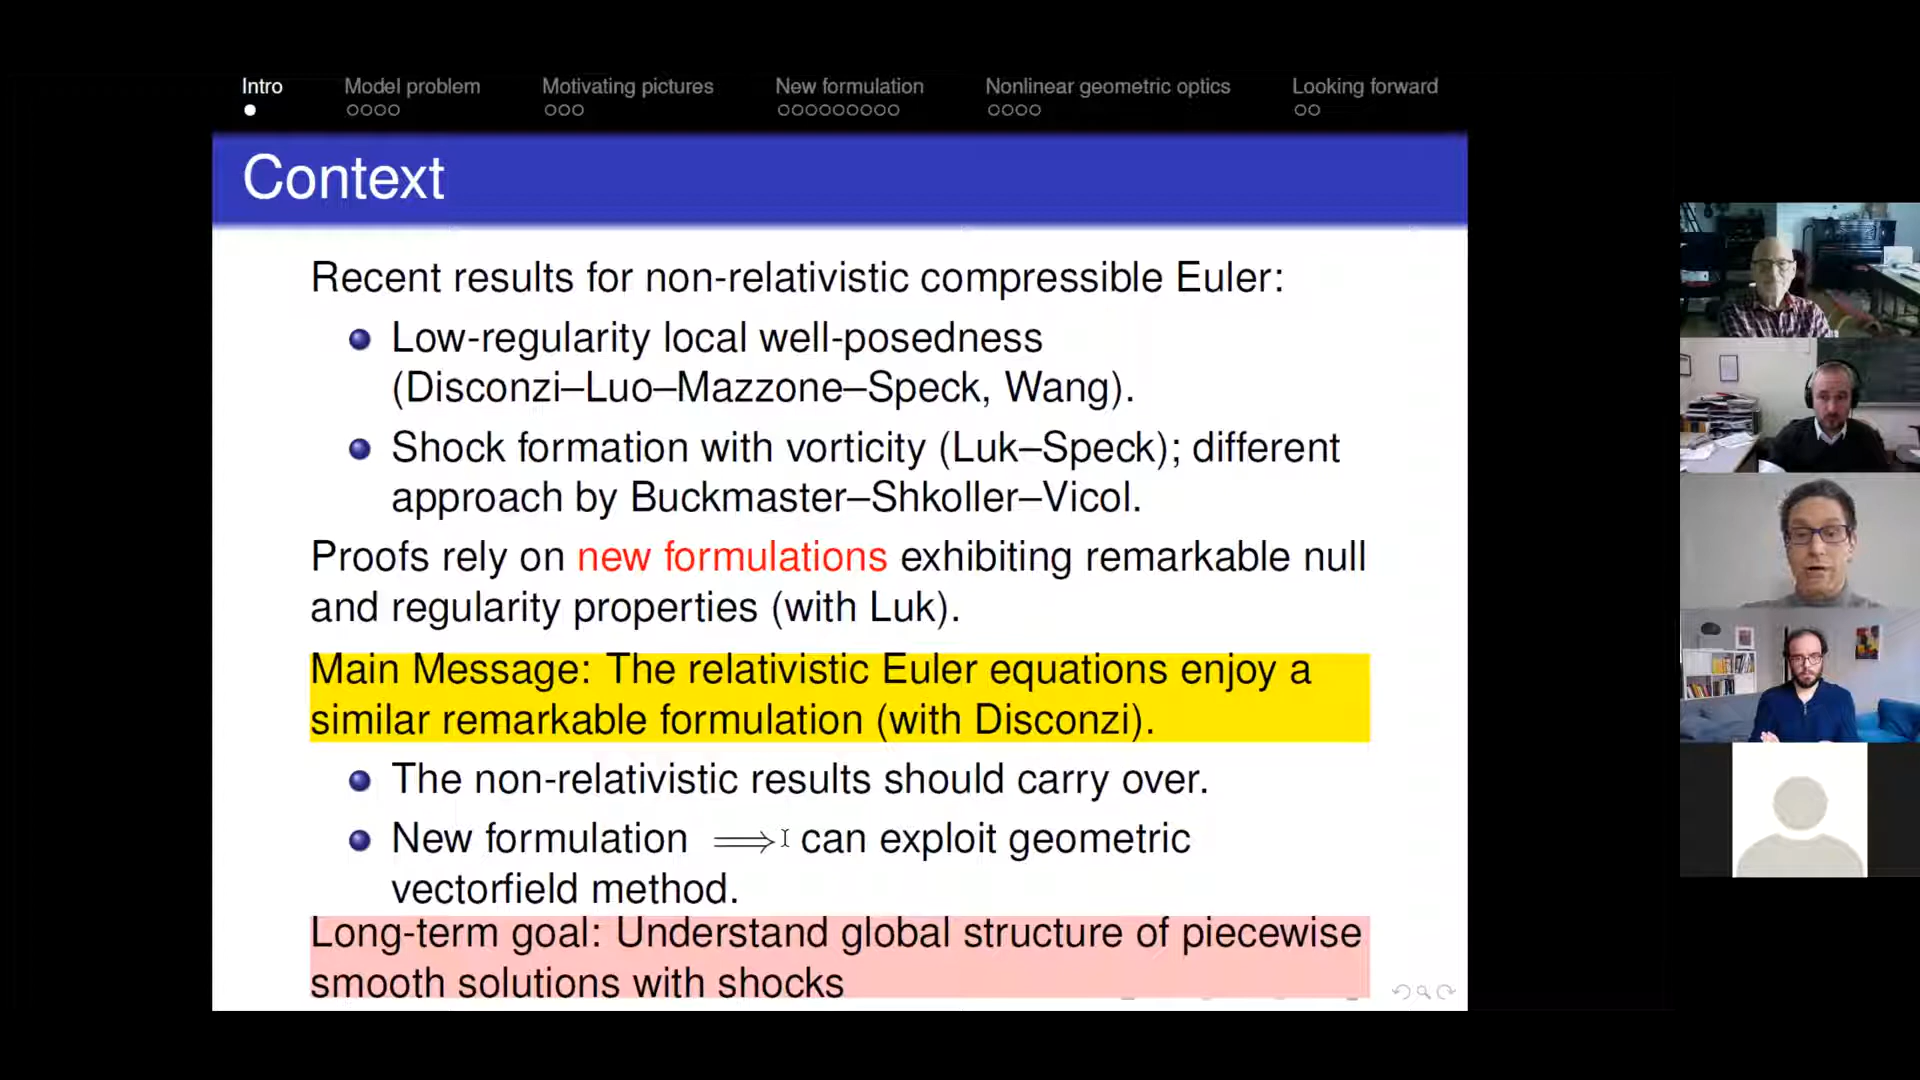 Intro Model problem Motivating pictures New formulation Nonlinear geometric optics Looking forward
Context
Recent results for non-relativistic compressible Euler:
Low-regularity local well-posedness
(Disconzi–Luo–Mazzone–Speck, Wang).
Shock formation with vorticity (Luk–Speck); different
approach by Buckmaster–Shkoller–Vicol.
Proofs rely on new formulations exhibiting remarkable null
and regularity properties (with Luk).
Main Message: The relativistic Euler equations enjoy a
similar remarkable formulation (with Disconzi).
The non-relativistic results should carry over.
New formulation ⟹ can exploit geometric
vectorfield method.
Long-term goal: Understand global structure of piecewise
smooth solutions with shocks